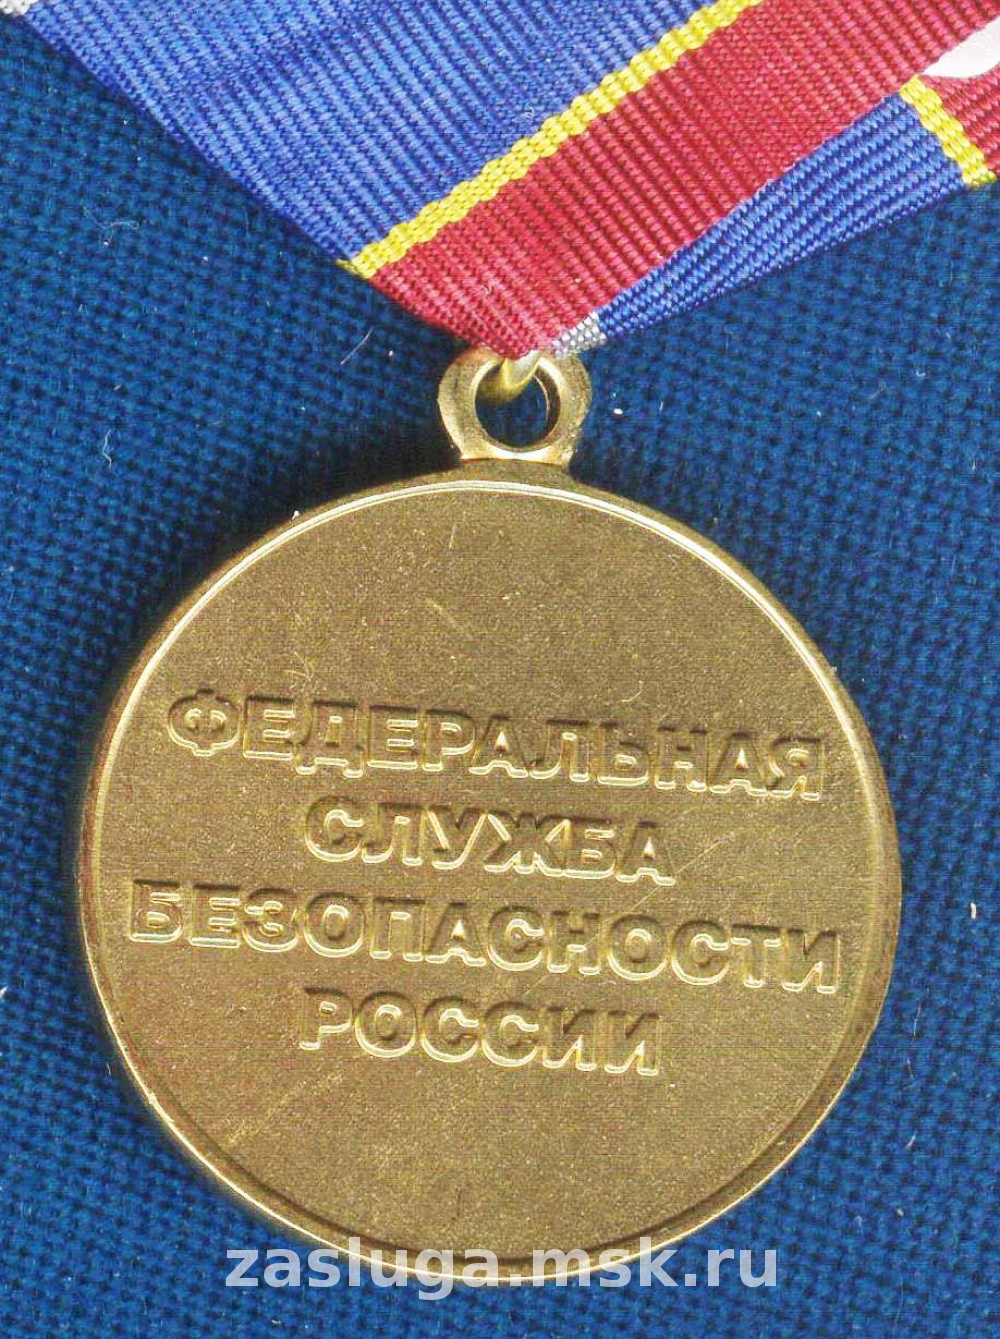 ФЕДЕРАЛЬНАЯ
СЛУЖБА
БЕЗОПАСНОСТИ
РОССИИ
zasluga.msk.ru